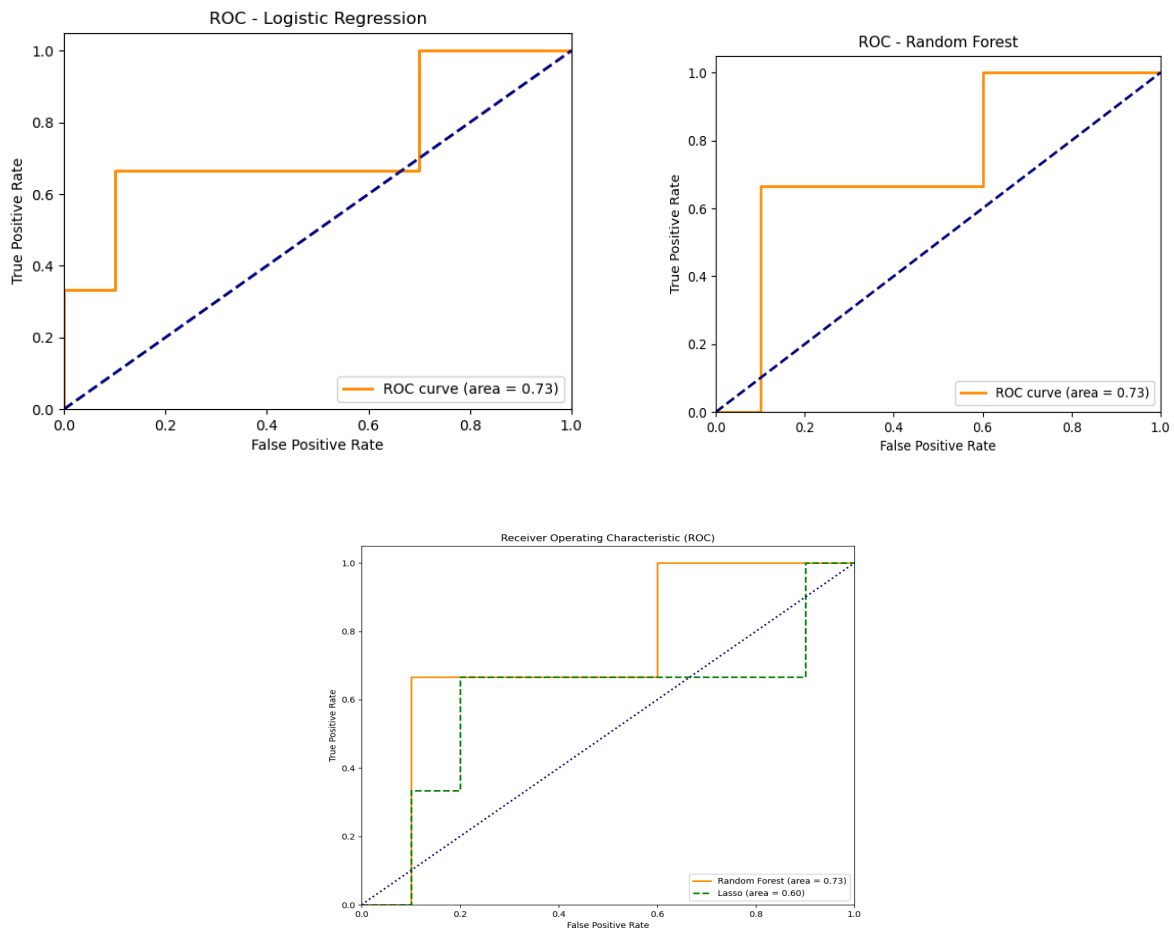 ROC - Logistic Regression
True Positive Rate
1.0
0.8
0.6
0.4
0.2
0.0
0.0 0.2 0.4 0.6 0.8 1.0
False Positive Rate
ROC curve (area = 0.73)
ROC - Random Forest
True Positive Rate
1.0
0.8
0.6
0.4
0.2
0.0
0.0 0.2 0.4 0.6 0.8 1.0
False Positive Rate
ROC curve (area = 0.73)
Receiver Operating Characteristic (ROC)
True Positive Rate
1.0
0.8
0.6
0.4
0.2
0.0
0.0 0.2 0.4 0.6 0.8 1.0
False Positive Rate
Random Forest (area = 0.73)
Lasso (area = 0.60)